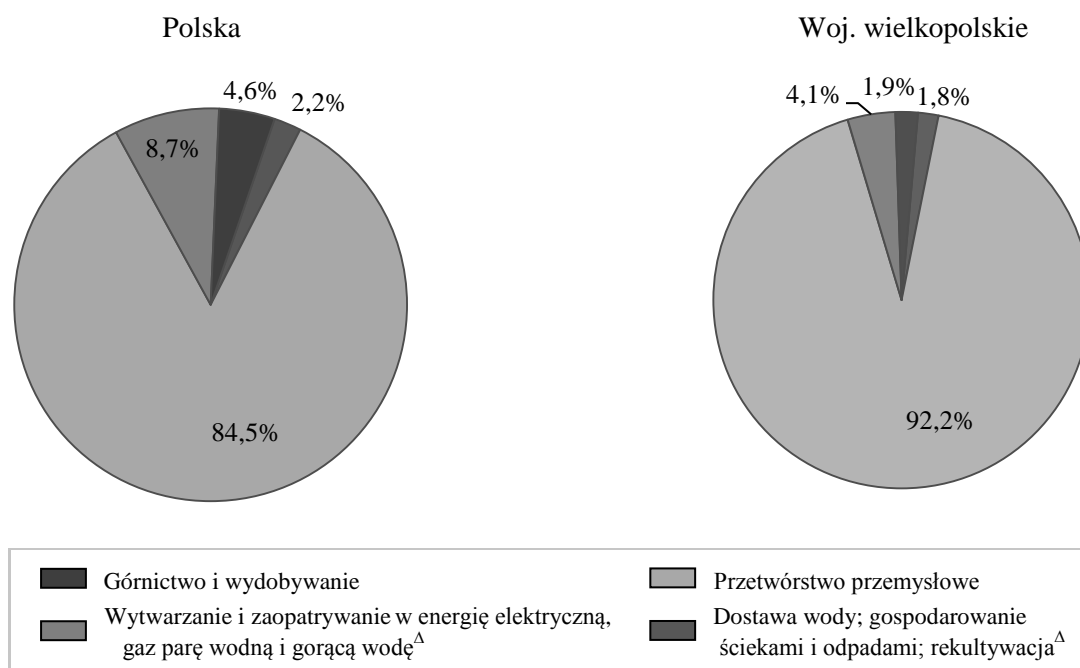 Polska
Woj. wielkopolskie
4,6%
2,2%
8,7%
84,5%
4,1%
1,9%
1,8%
92,2%
Górnictwo i wydobywanie
Wytwarzanie i zaopatrywanie w energię elektryczną,
gaz parę wodną i gorącą wodę^Δ
Przetwórstwo przemysłowe
Dostawa wody; gospodarowanie
ściekami i odpadami; rekultywacja^Δ